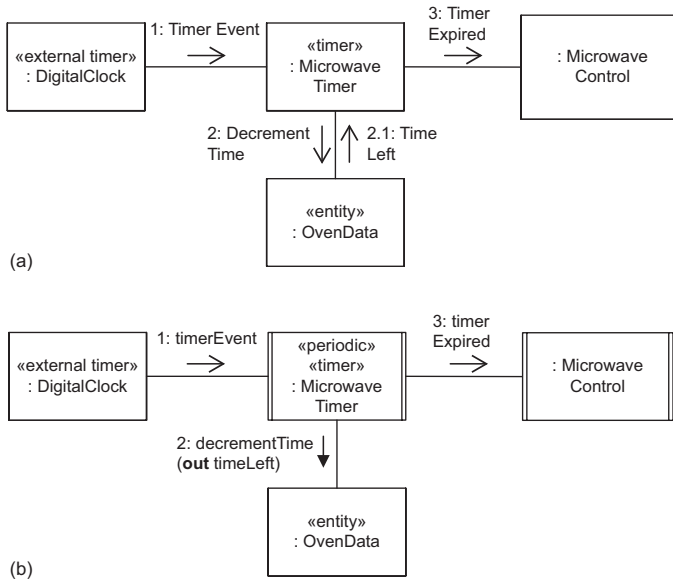 1: Timer Event
3: Timer
Expired
«external timer»
: DigitalClock
«timer»
: Microwave
Timer
: Microwave
Control
2: Decrement
Time
2.1: Time
Left
«entity»
: OvenData
(a)
1: timerEvent
3: timer
Expired
«external timer»
: DigitalClock
«periodic»
«timer»
: Microwave
Timer
: Microwave
Control
2: decrementTime
(out timeLeft)
«entity»
: OvenData
(b)